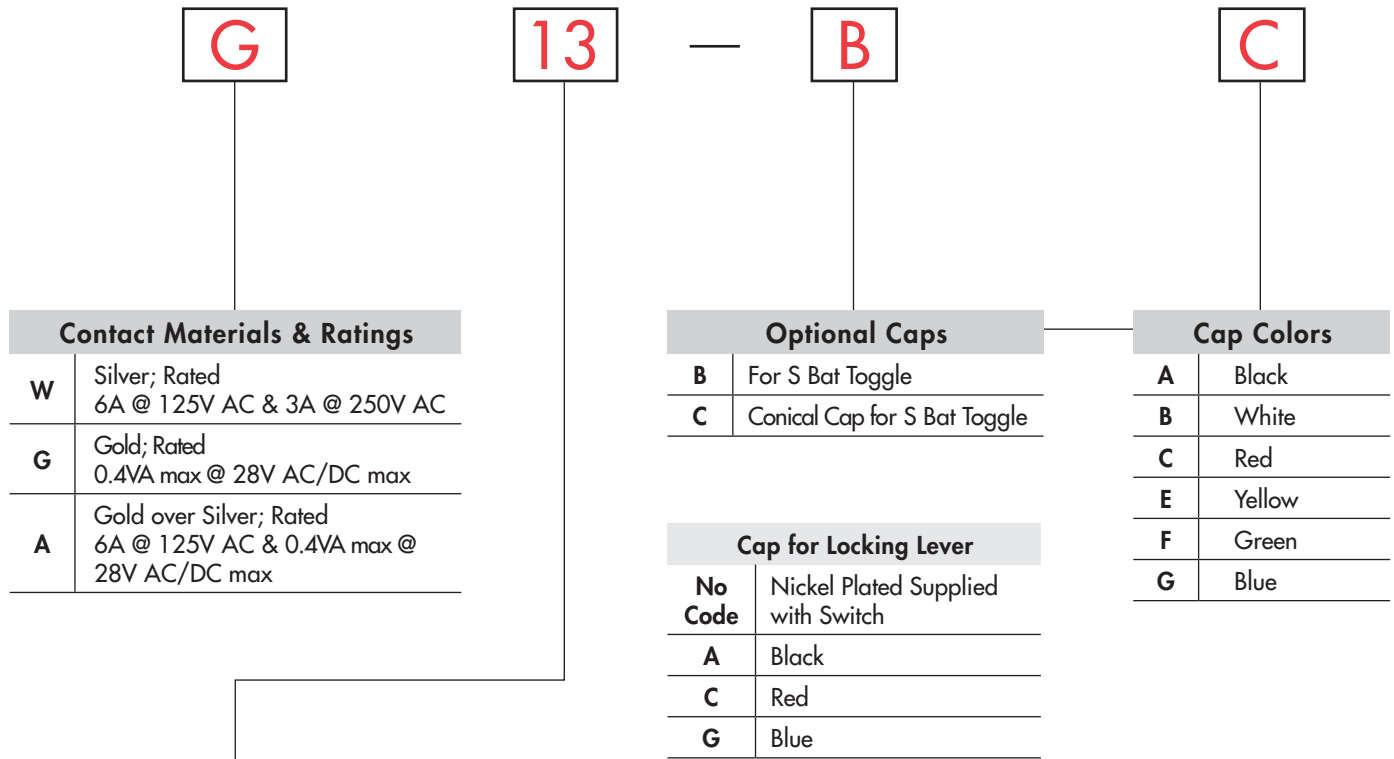 G 13 — B C
Contact Materials & Ratings
W Silver; Rated
6A @ 125V AC & 3A @ 250V AC
G Gold; Rated
0.4VA max @ 28V AC/DC max
A Gold over Silver; Rated
6A @ 125V AC & 0.4VA max @
28V AC/DC max
Optional Caps
B For S Bat Toggle
C Conical Cap for S Bat Toggle
Cap for Locking Lever
No Code Nickel Plated Supplied
with Switch
A Black
C Red
G Blue
Cap Colors
A Black
B White
C Red
E Yellow
F Green
G Blue